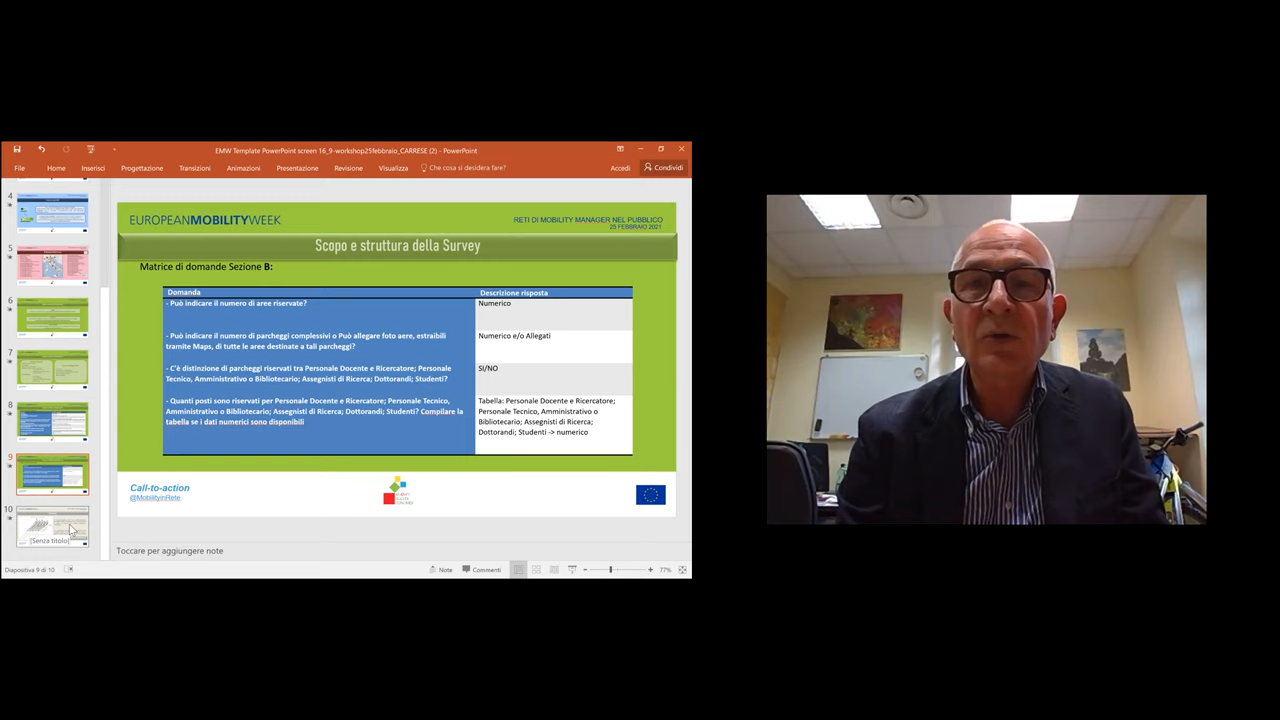 EMW Template PowerPoint screen 16_9-workshop25febbraio_CARRESE (2) - PowerPoint
File Home Inserisci Progettazione Transizioni Animazioni Presentazione Revisione Visualizza Che cosa si desidera fare? Accedi Condividi
4
5
6
7
8
9
10
[Senza titolo]
EUROPEANMOBILITYWEEK
RETI DI MOBILITY MANAGER NEL PUBBLICO
25 FEBBRAIO 2021
Scopo e struttura della Survey
Matrice di domande Sezione B:
Domanda Descrizione risposta
- Può indicare il numero di aree riservate? Numerico
- Può indicare il numero di parcheggi complessivi o Può allegare foto aere, estraibili
tramite Maps, di tutte le aree destinate a tali parcheggi?
Numerico e/o Allegati
- C'è distinzione di parcheggi riservati tra Personale Docente e Ricercatore; Personale
Tecnico, Amministrativo o Bibliotecario; Assegnisti di Ricerca; Dottorandi; Studenti?
SI/NO
- Quanti posti sono riservati per Personale Docente e Ricercatore; Personale Tecnico,
Amministrativo o Bibliotecario; Assegnisti di Ricerca; Dottorandi; Studenti? Compilare la
tabella se i dati numerici sono disponibili
Tabella: Personale Docente e Ricercatore;
Personale Tecnico, Amministrativo o
Bibliotecario; Assegnisti di Ricerca;
Dottorandi; Studenti -> numerico
Call-to-action
@MobilityinRete
Toccare per aggiungere note
Diapositiva 9 di 10 Note Commenti 77%